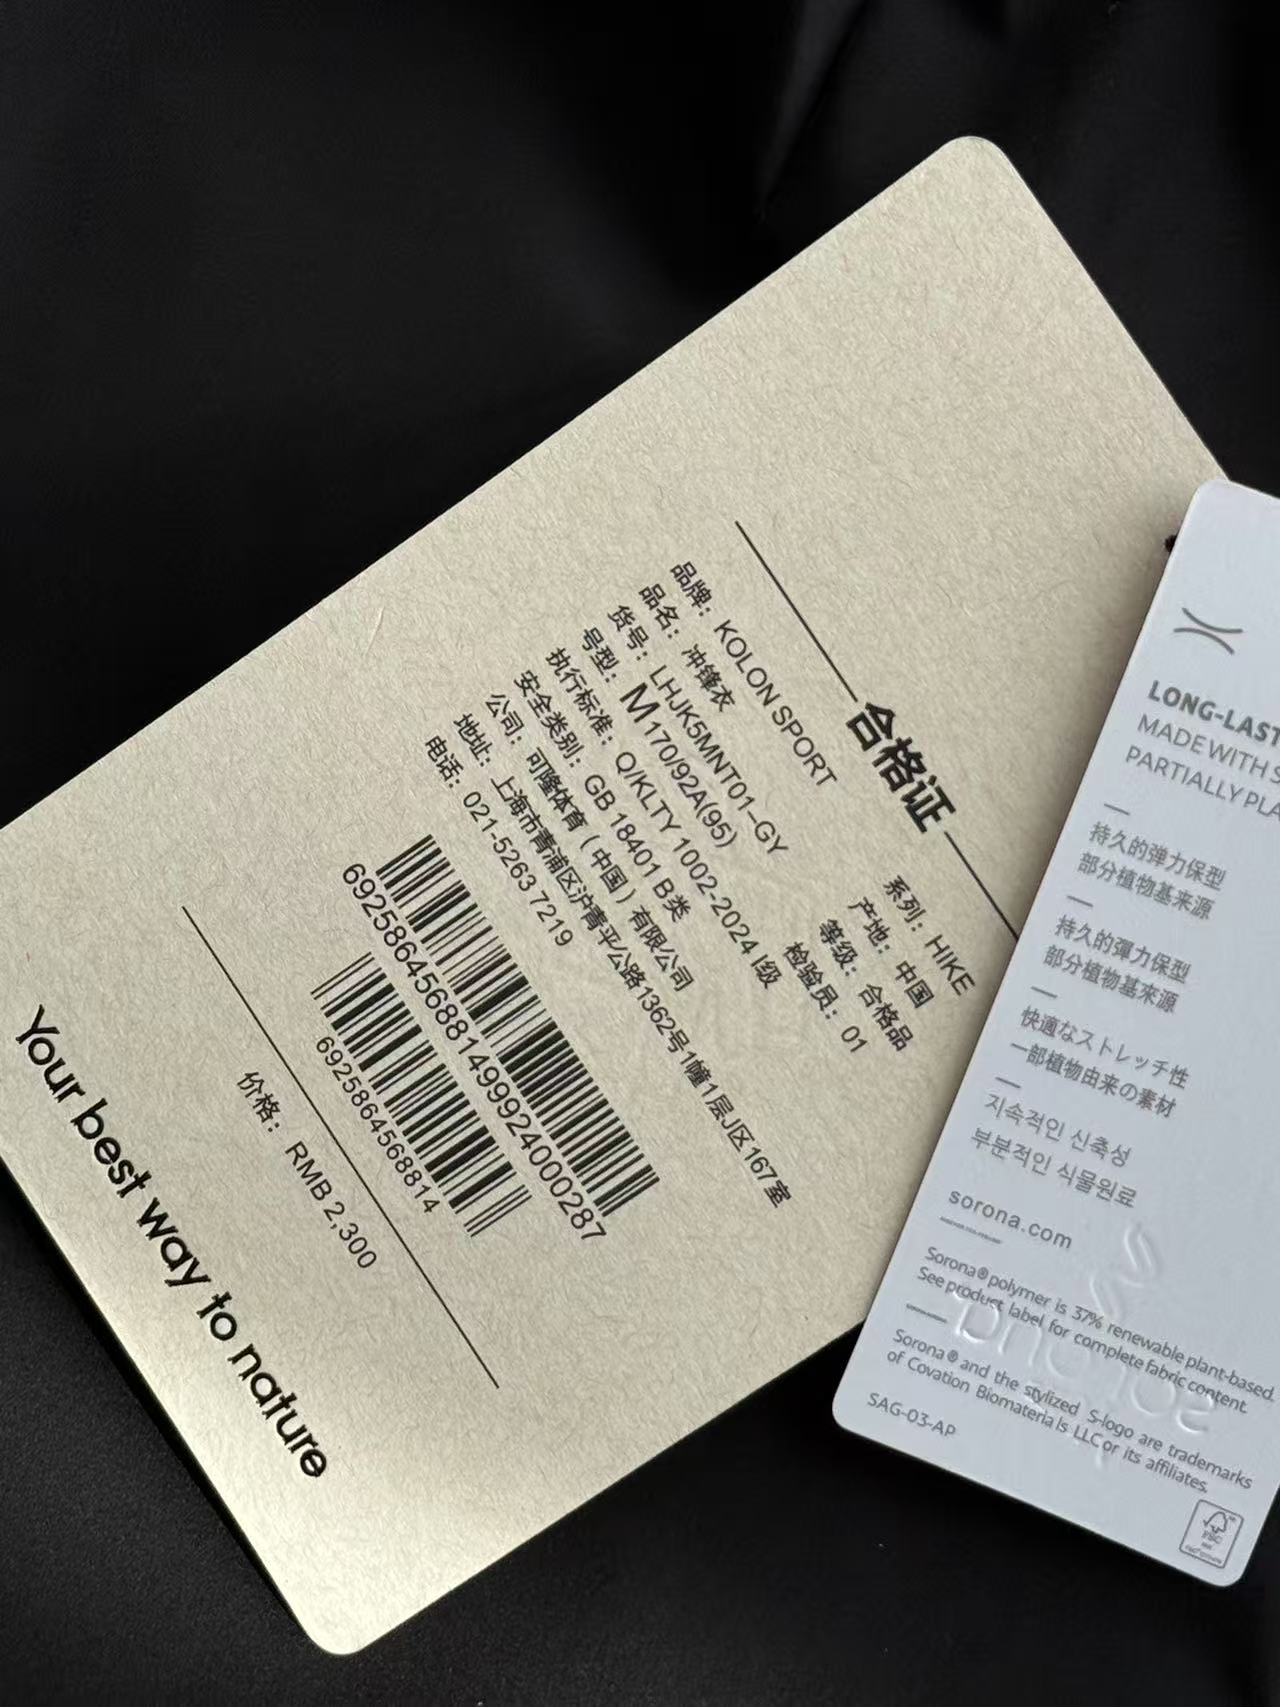 合格证
品牌：KOLON SPORT
系列：HIKE
品名：冲锋衣
产地：中国
货号：LHJK5MNT01-GY
等级：合格品
号型：M 170/92A(95)
检验员：01
执行标准：Q/KLTY 1002-2024 I级
安全类别：GB 18401 B类
公司：可隆体育（中国）有限公司
地址：上海市青浦区沪青平公路1362号1幢1层J区167室
电话：021-5263 7219
692586456881499924000287
6925864568814
价格：RMB 2,300
Your best way to nature
LONG-LAST
MADE WITH S
PARTIALLY PLA
持久的弹力保型
部分植物基来源
持久的彈力保型
部分植物基來源
快適なストレッチ性
一部植物由来の素材
지속적인 신축성
부분적인 식물원료
sorona.com
Sorona® polymer is 37% renewable plant-based.
See product label for complete fabric content.
Sorona® and the stylized S-logo are trademarks
of Covation Biomaterials LLC or its affiliates.
SAG-03-AP
sorona
FSC